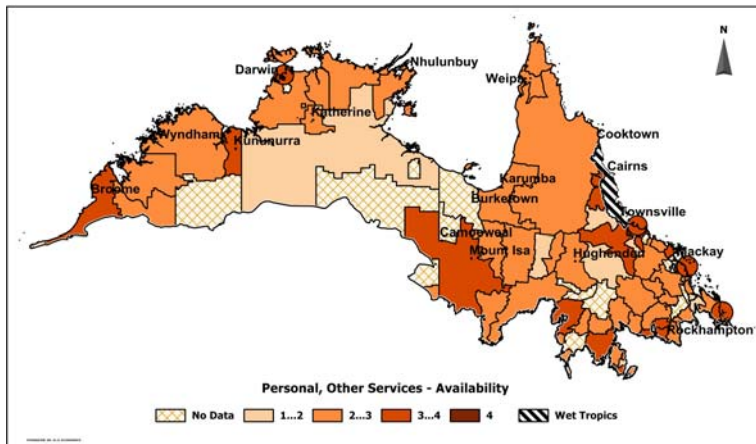 N
Darwin
Nhulunbuy
Weipa
Katherine
Cooktown
Wyndham
Kununurra
Cairns
Karumba
Broome
Burketown
Townsville
Camooweal
Mount Isa
Hughenden
Mackay
Rockhampton
Personal, Other Services - Availability
No Data 1...2 2...3 3...4 4 Wet Tropics